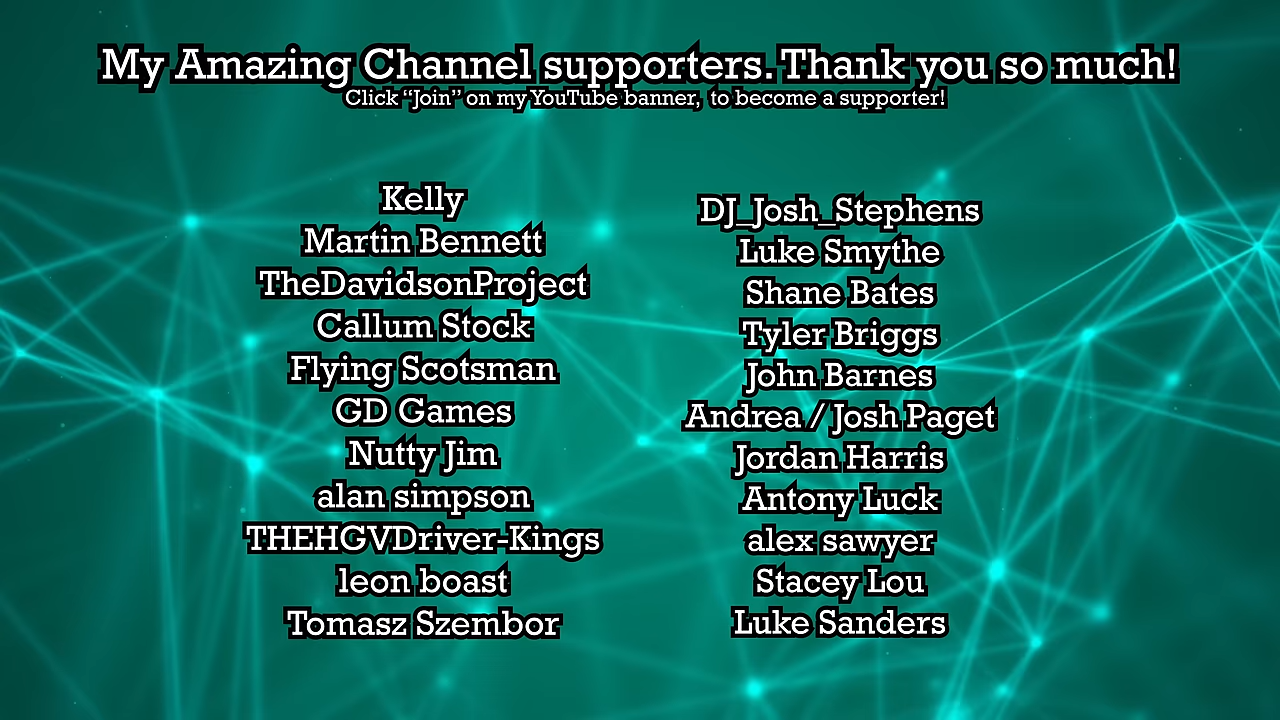 My Amazing Channel supporters. Thank you so much!
Click “Join” on my YouTube banner, to become a supporter!
Kelly
Martin Bennett
TheDavidsonProject
Callum Stock
Flying Scotsman
GD Games
Nutty Jim
alan simpson
THEHGVDriver-Kings
leon boast
Tomasz Szembor
DJ_Josh_Stephens
Luke Smythe
Shane Bates
Tyler Briggs
John Barnes
Andrea / Josh Paget
Jordan Harris
Antony Luck
alex sawyer
Stacey Lou
Luke Sanders